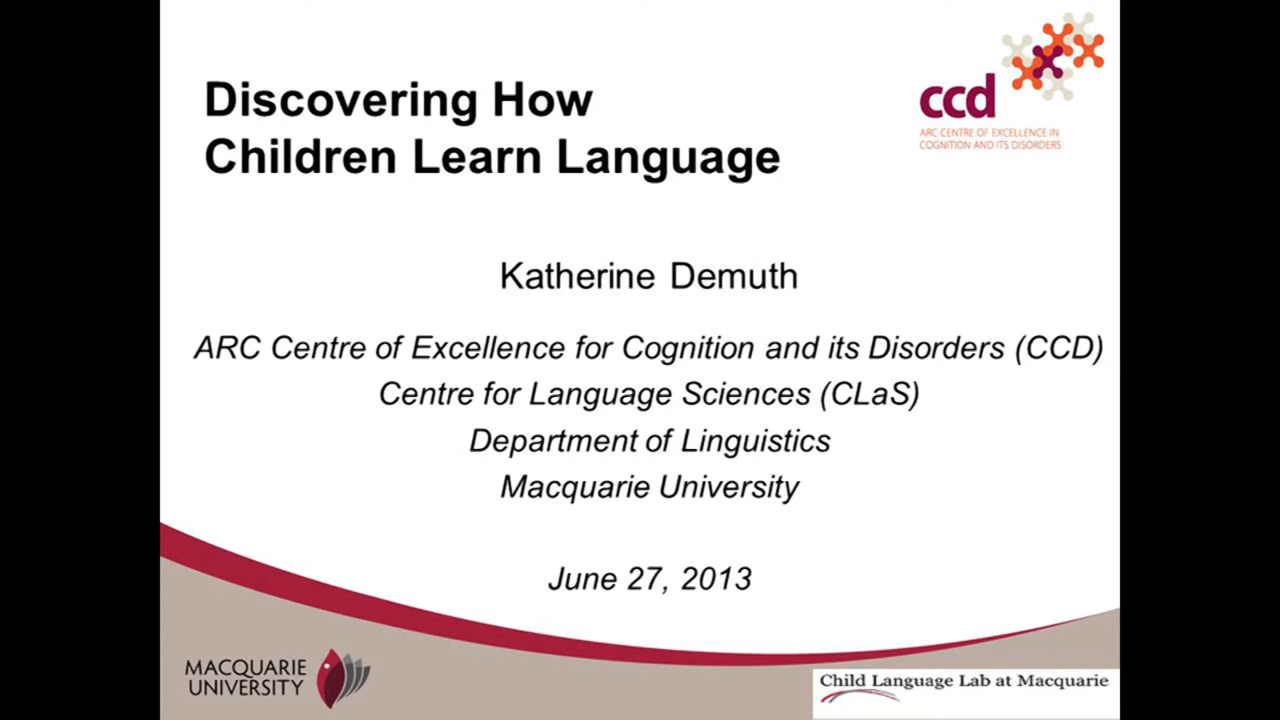 Discovering How
Children Learn Language
ccd
ARC CENTRE OF EXCELLENCE IN
COGNITION AND ITS DISORDERS
Katherine Demuth
ARC Centre of Excellence for Cognition and its Disorders (CCD)
Centre for Language Sciences (CLaS)
Department of Linguistics
Macquarie University
June 27, 2013
MACQUARIE
UNIVERSITY
Child Language Lab at Macquarie